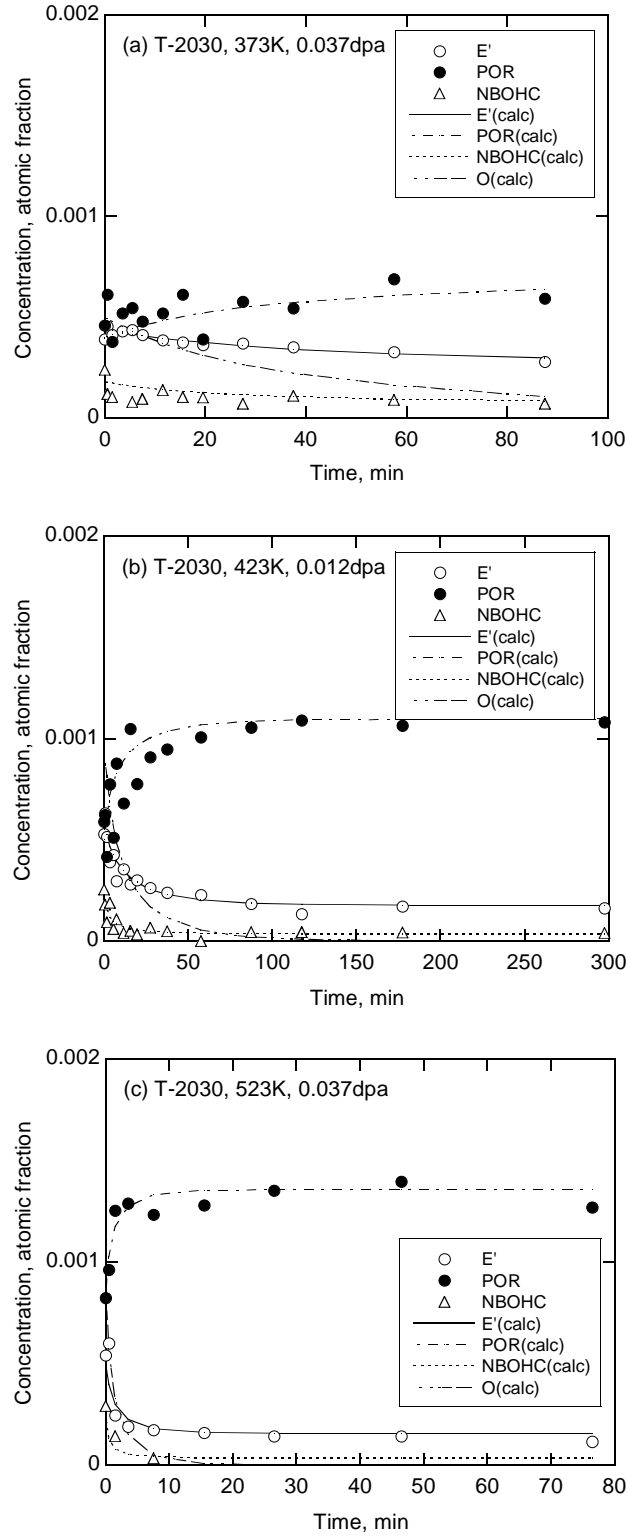 0.002
(a) T-2030, 373K, 0.037dpa
E'
POR
NBOHC
E'(calc)
POR(calc)
NBOHC(calc)
O(calc)
0.001
0
Concentration, atomic fraction
0 20 40 60 80 100
Time, min
0.002
(b) T-2030, 423K, 0.012dpa
E'
POR
NBOHC
E'(calc)
POR(calc)
NBOHC(calc)
O(calc)
0.001
0
Concentration, atomic fraction
0 50 100 150 200 250 300
Time, min
0.002
(c) T-2030, 523K, 0.037dpa
0.001
E'
POR
NBOHC
E'(calc)
POR(calc)
NBOHC(calc)
O(calc)
0
Concentration, atomic fraction
0 10 20 30 40 50 60 70 80
Time, min